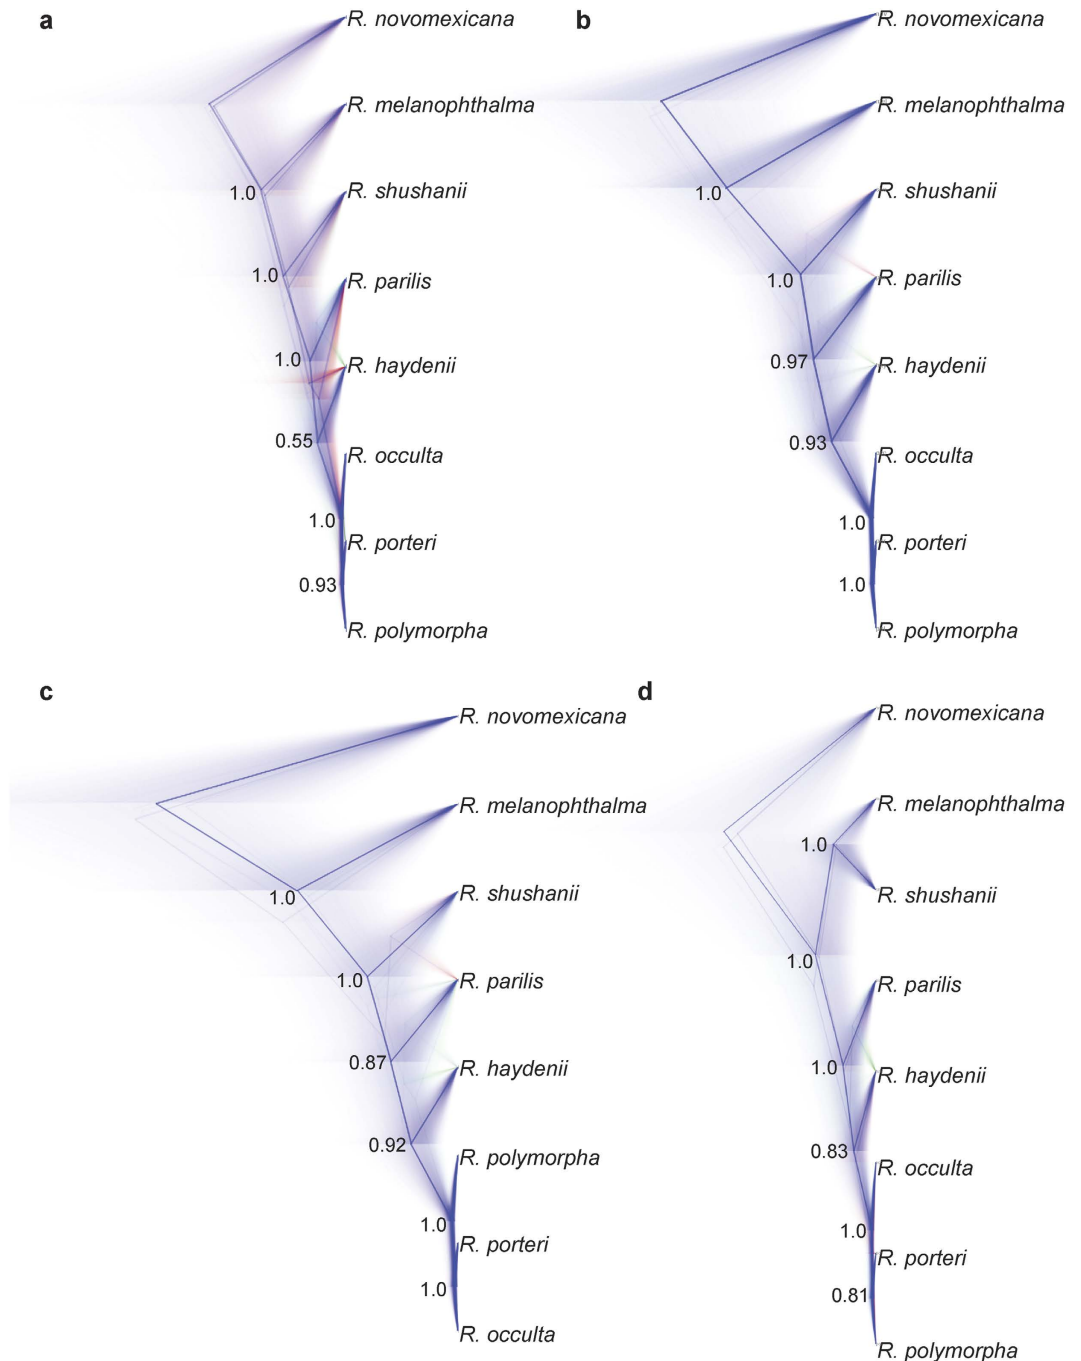 a
R. novomexicana
R. melanophthalma
1.0
R. shushanii
1.0
R. parilis
1.0
R. haydenii
0.55
R. occulta
1.0
R. porteri
0.93
R. polymorpha
b
R. novomexicana
R. melanophthalma
1.0
R. shushanii
1.0
R. parilis
0.97
R. haydenii
0.93
R. occulta
1.0
R. porteri
1.0
R. polymorpha
c
R. novomexicana
R. melanophthalma
1.0
R. shushanii
1.0
R. parilis
0.87
R. haydenii
0.92
R. polymorpha
1.0
R. porteri
1.0
R. occulta
d
R. novomexicana
R. melanophthalma
1.0
R. shushanii
1.0
R. parilis
1.0
R. haydenii
0.83
R. occulta
1.0
R. porteri
0.81
R. polymorpha